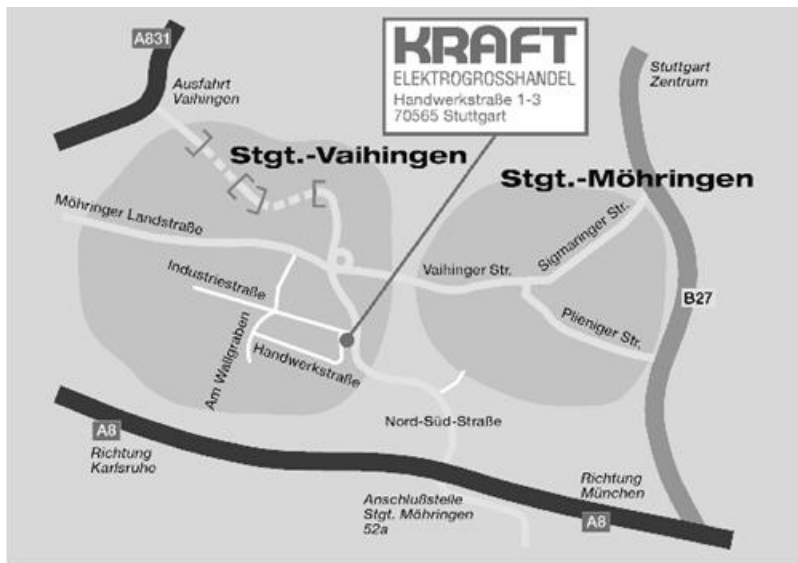 A831
Ausfahrt
Vaihingen
KRAFT
ELEKTROGROSSHANDEL
Handwerkstraße 1-3
70565 Stuttgart
Stuttgart
Zentrum
Stgt.-Vaihingen
Stgt.-Möhringen
Möhringer Landstraße
Sigmaringer Str.
Vaihinger Str.
Industriestraße
B27
Plieniger Str.
Am Wallgraben
Handwerkstraße
Nord-Süd-Straße
A8
Richtung
Karlsruhe
Anschlußstelle
Stgt. Möhringen
52a
Richtung
München
A8